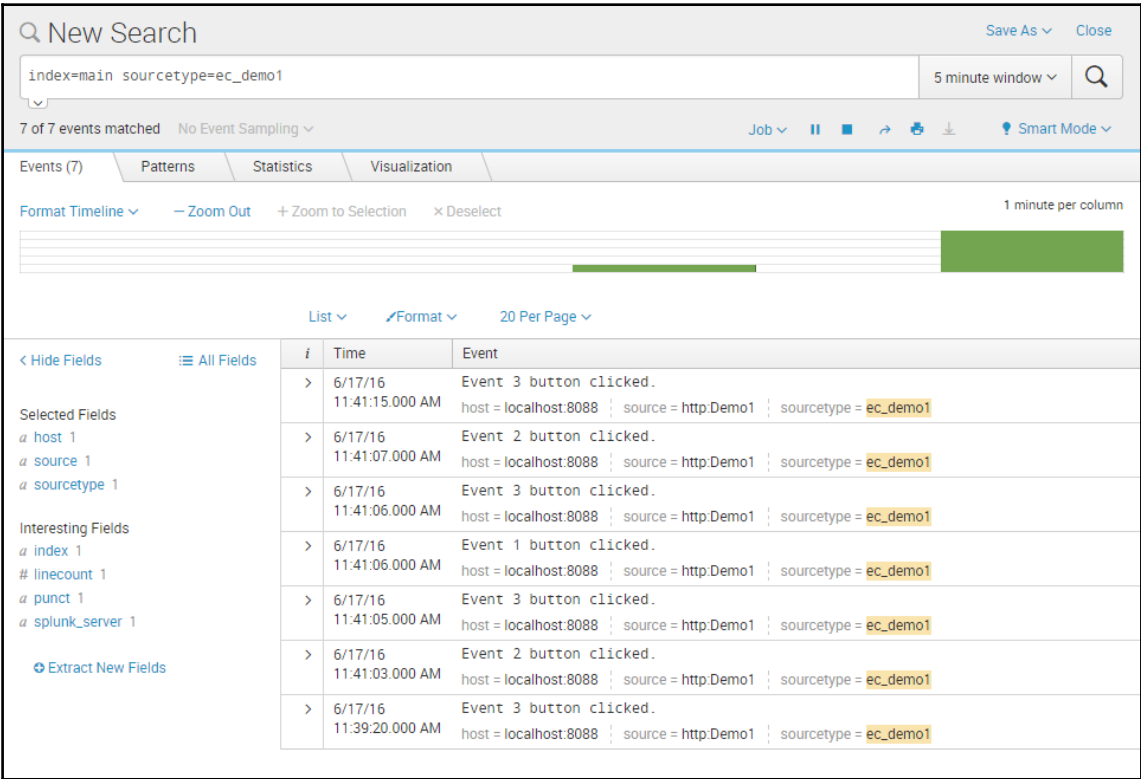 New Search
Save As Close
index=main sourcetype=ec_demo1
5 minute window
7 of 7 events matched No Event Sampling
Job Smart Mode
Events (7) Patterns Statistics Visualization
Format Timeline — Zoom Out + Zoom to Selection × Deselect
1 minute per column
List Format 20 Per Page
< Hide Fields All Fields
Selected Fields
a host 1
a source 1
a sourcetype 1
Interesting Fields
a index 1
# linecount 1
a punct 1
a splunk_server 1
Extract New Fields
i Time Event
> 6/17/16 Event 3 button clicked.
11:41:15.000 AM host = localhost:8088 source = http:Demo1 sourcetype = ec_demo1
> 6/17/16 Event 2 button clicked.
11:41:07.000 AM host = localhost:8088 source = http:Demo1 sourcetype = ec_demo1
> 6/17/16 Event 3 button clicked.
11:41:06.000 AM host = localhost:8088 source = http:Demo1 sourcetype = ec_demo1
> 6/17/16 Event 1 button clicked.
11:41:06.000 AM host = localhost:8088 source = http:Demo1 sourcetype = ec_demo1
> 6/17/16 Event 3 button clicked.
11:41:05.000 AM host = localhost:8088 source = http:Demo1 sourcetype = ec_demo1
> 6/17/16 Event 2 button clicked.
11:41:03.000 AM host = localhost:8088 source = http:Demo1 sourcetype = ec_demo1
> 6/17/16 Event 3 button clicked.
11:39:20.000 AM host = localhost:8088 source = http:Demo1 sourcetype = ec_demo1